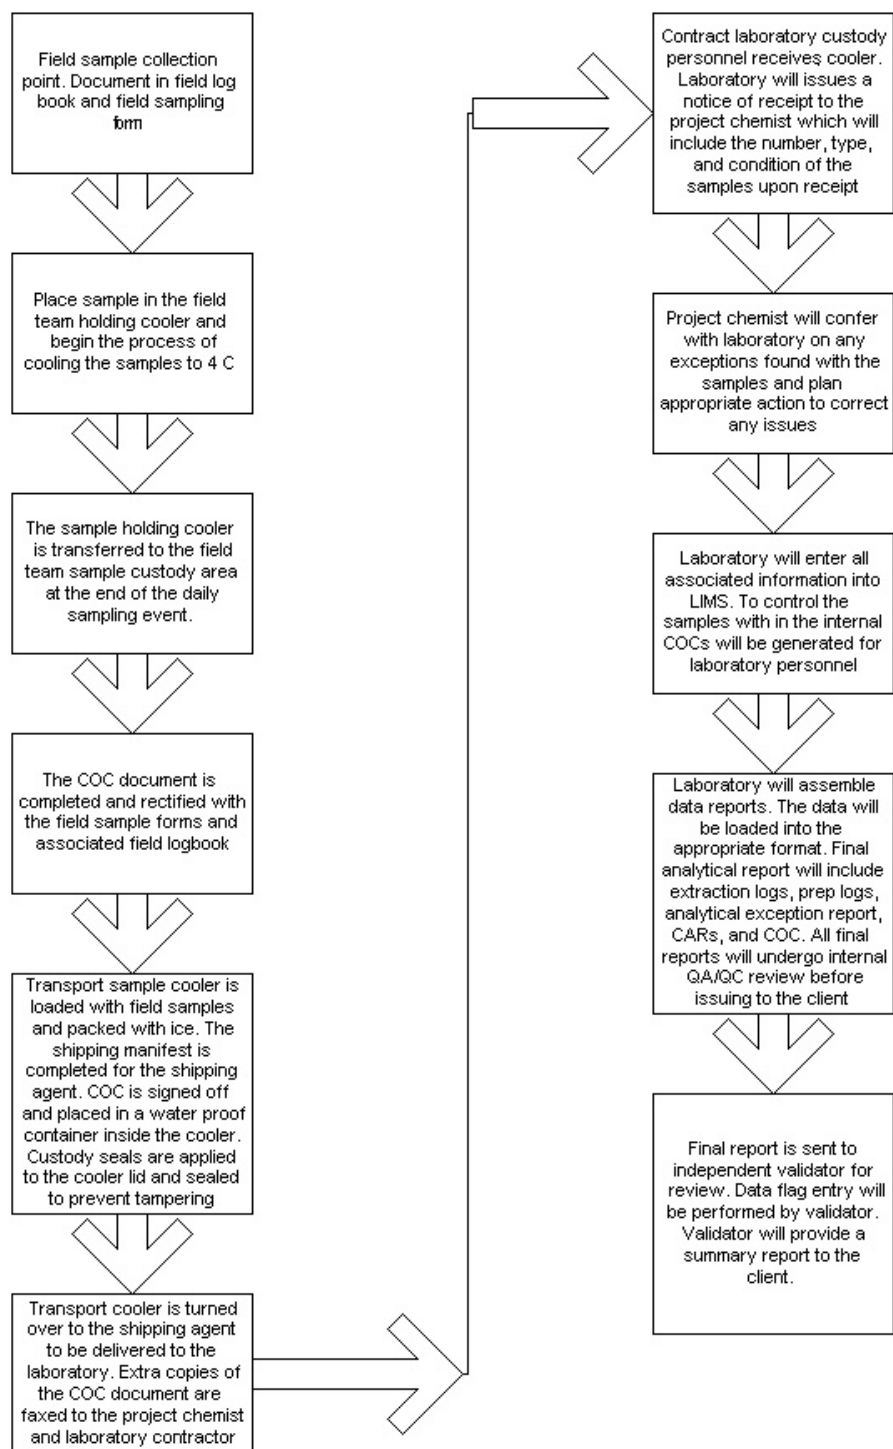 Field sample collection
point. Document in field log
book and field sampling
form
Place sample in the field
team holding cooler and
begin the process of
cooling the samples to 4 C
The sample holding cooler
is transferred to the field
team sample custody area
at the end of the daily
sampling event.
The COC document is
completed and rectified with
the field sample forms and
associated field logbook
Transport sample cooler is
loaded with field samples
and packed with ice. The
shipping manifest is
completed for the shipping
agent. COC is signed off
and placed in a water proof
container inside the cooler.
Custody seals are applied
to the cooler lid and sealed
to prevent tampering
Transport cooler is turned
over to the shipping agent
to be delivered to the
laboratory. Extra copies of
the COC document are
faxed to the project chemist
and laboratory contractor
Contract laboratory custody
personnel receives cooler.
Laboratory will issues a
notice of receipt to the
project chemist which will
include the number, type,
and condition of the
samples upon receipt
Project chemist will confer
with laboratory on any
exceptions found with the
samples and plan
appropriate action to correct
any issues
Laboratory will enter all
associated information into
LIMS. To control the
samples with in the internal
COCs will be generated for
laboratory personnel
Laboratory will assemble
data reports. The data will
be loaded into the
appropriate format. Final
analytical report will include
extraction logs, prep logs,
analytical exception report,
CARs, and COC. All final
reports will undergo internal
QA/QC review before
issuing to the client
Final report is sent to
independent validator for
review. Data flag entry will
be performed by validator.
Validator will provide a
summary report to the
client.